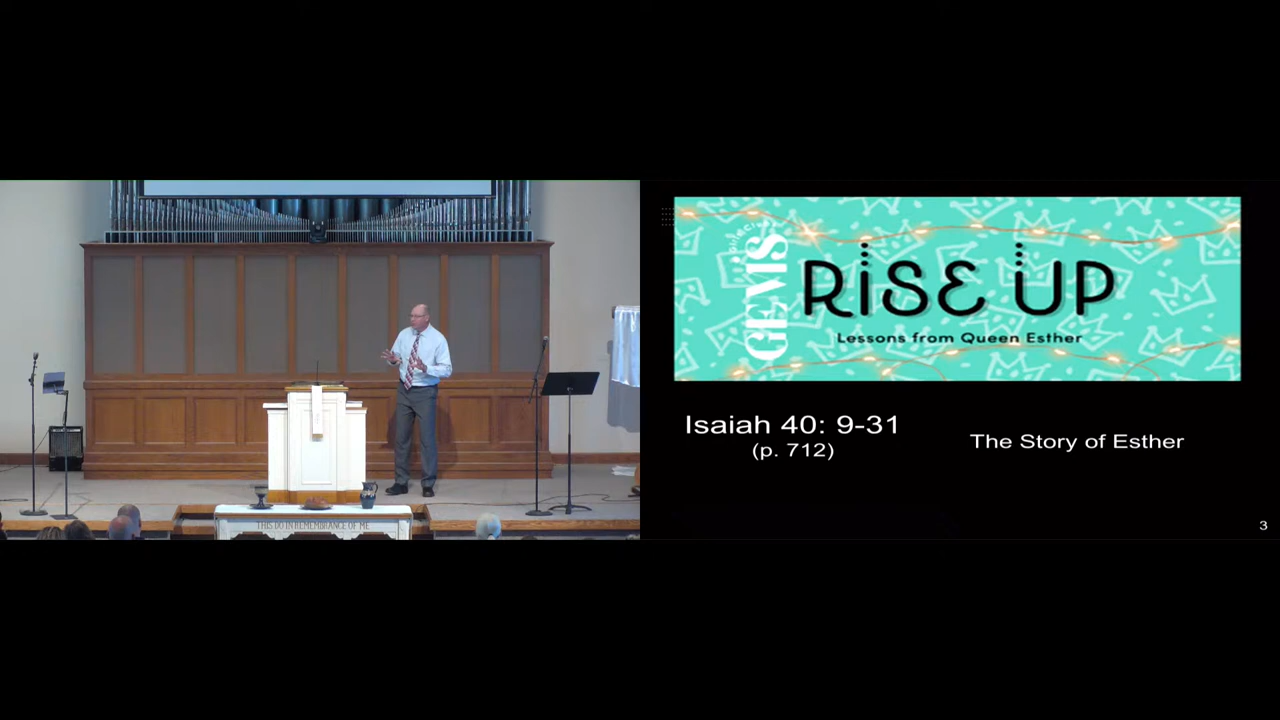 THIS DO IN REMEMBRANCE OF ME
GEMS
RISE UP
Lessons from Queen Esther
Isaiah 40: 9-31
(p. 712)
The Story of Esther
3